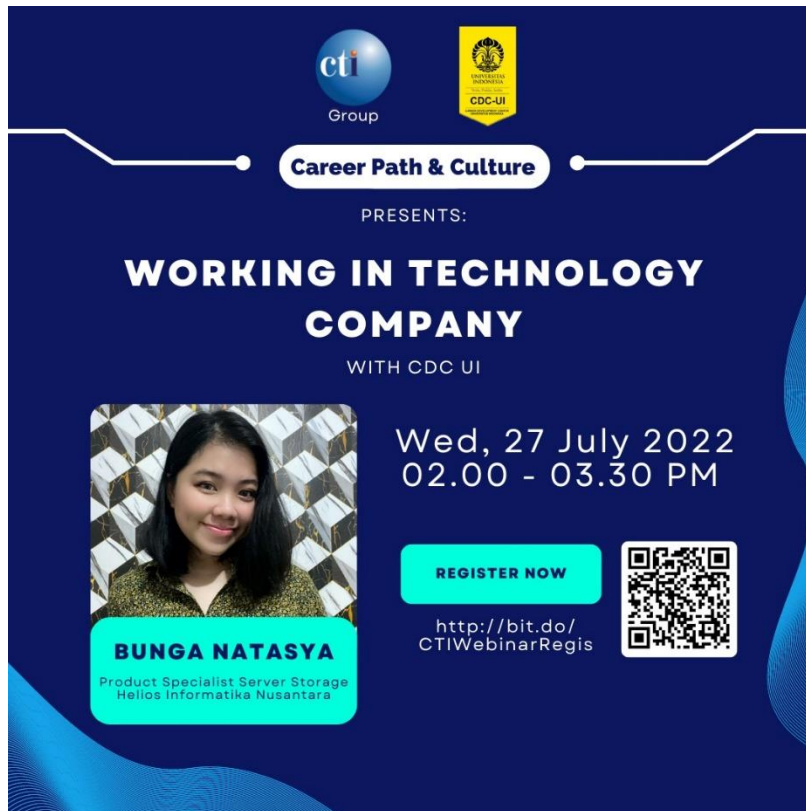 cti
Group
UNIVERSITAS
INDONESIA
CDC-UI
Career Path & Culture
PRESENTS:
WORKING IN TECHNOLOGY
COMPANY
WITH CDC UI
Wed, 27 July 2022
02.00 - 03.30 PM
REGISTER NOW
http://bit.do/
CTIWebinarRegis
BUNGA NATASYA
Product Specialist Server Storage
Helios Informatika Nusantara